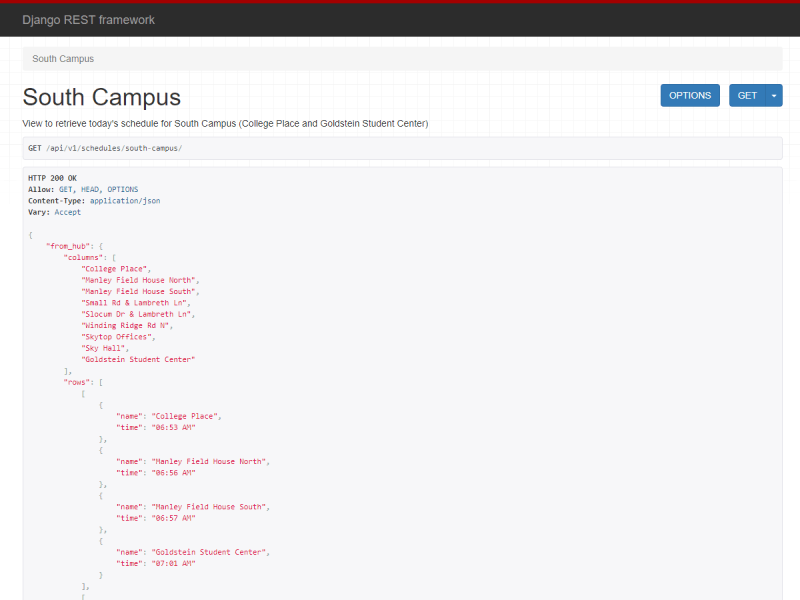 Django REST framework
South Campus
South Campus
OPTIONS
GET
View to retrieve today's schedule for South Campus (College Place and Goldstein Student Center)
GET /api/v1/schedules/south-campus/
HTTP 200 OK
Allow: GET, HEAD, OPTIONS
Content-Type: application/json
Vary: Accept
{
    "from_hub": {
        "columns": [
            "College Place",
            "Manley Field House North",
            "Manley Field House South",
            "Small Rd & Lambreth Ln",
            "Slocum Dr & Lambreth Ln",
            "Winding Ridge Rd N",
            "Skytop Offices",
            "Sky Hall",
            "Goldstein Student Center"
        ],
        "rows": [
            [
                {
                    "name": "College Place",
                    "time": "06:53 AM"
                },
                {
                    "name": "Manley Field House North",
                    "time": "06:56 AM"
                },
                {
                    "name": "Manley Field House South",
                    "time": "06:57 AM"
                },
                {
                    "name": "Goldstein Student Center",
                    "time": "07:01 AM"
                }
            ],
            [